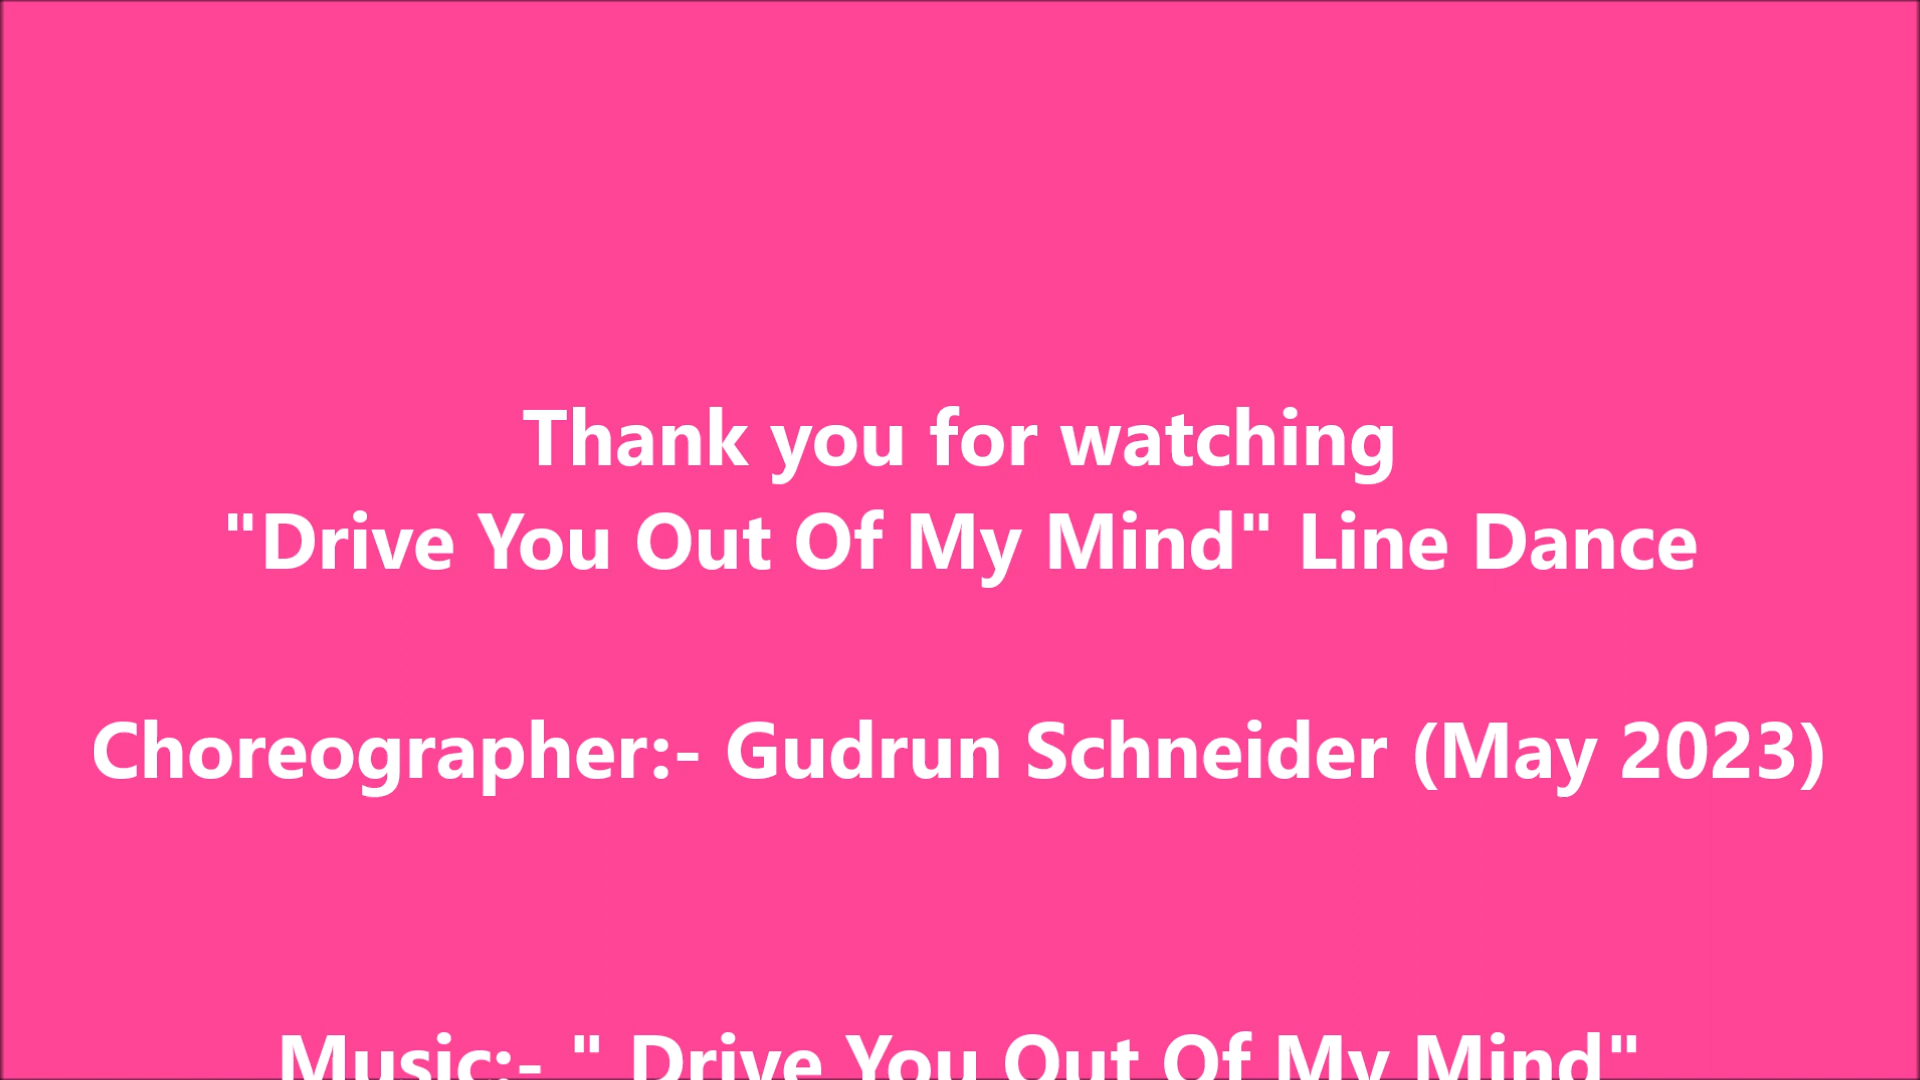 Thank you for watching
"Drive You Out Of My Mind" Line Dance
Choreographer:- Gudrun Schneider (May 2023)
Music:- " Drive You Out Of My Mind"